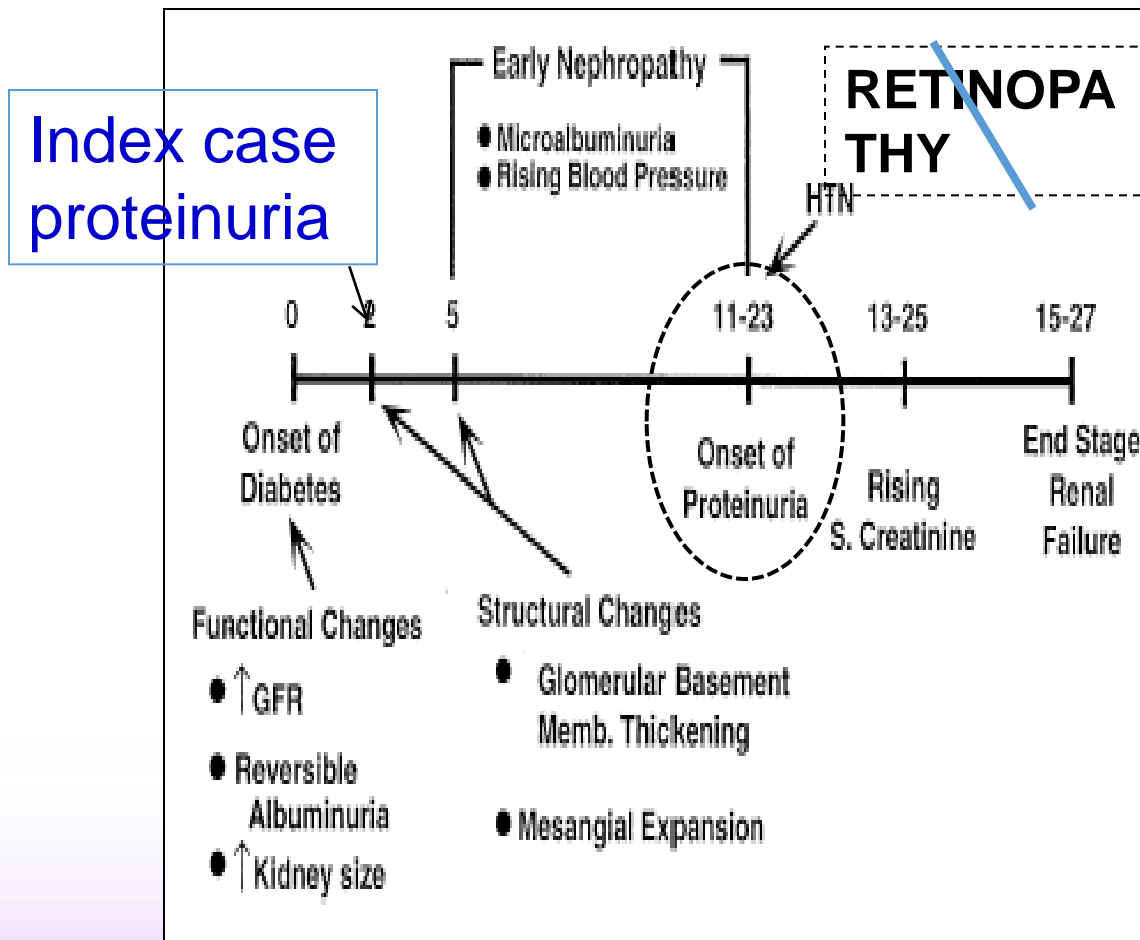 Early Nephropathy
● Microalbuminuria
● Rising Blood Pressure
RETINOPA
THY
Index case
proteinuria
HTN
0 2 5 11-23 13-25 15-27
Onset of
Diabetes
Onset of
Proteinuria
Rising
S. Creatinine
End Stage
Renal
Failure
Functional Changes
● ↑GFR
● Reversible
Albuminuria
● ↑Kidney size
Structural Changes
● Glomerular Basement
Memb. Thickening
● Mesangial Expansion